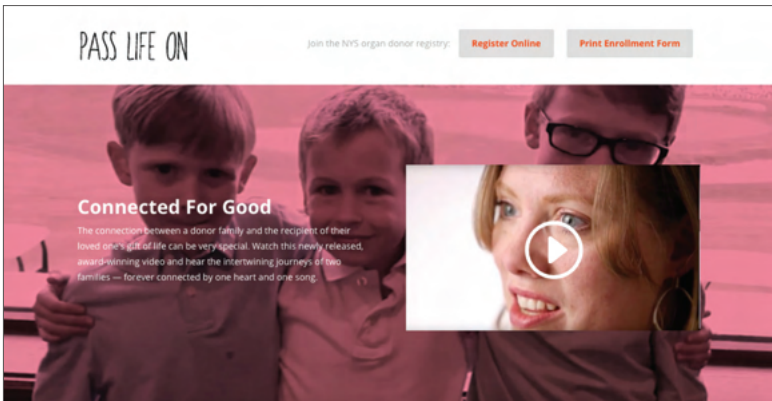 PASS LIFE ON
Join the NYS organ donor registry:
Register Online
Print Enrollment Form
Connected For Good
The connection between a donor family and the recipient of their
loved one's gift of life can be very special. Watch this newly released,
award-winning video and hear the intertwining journeys of two
families — forever connected by one heart and one song.